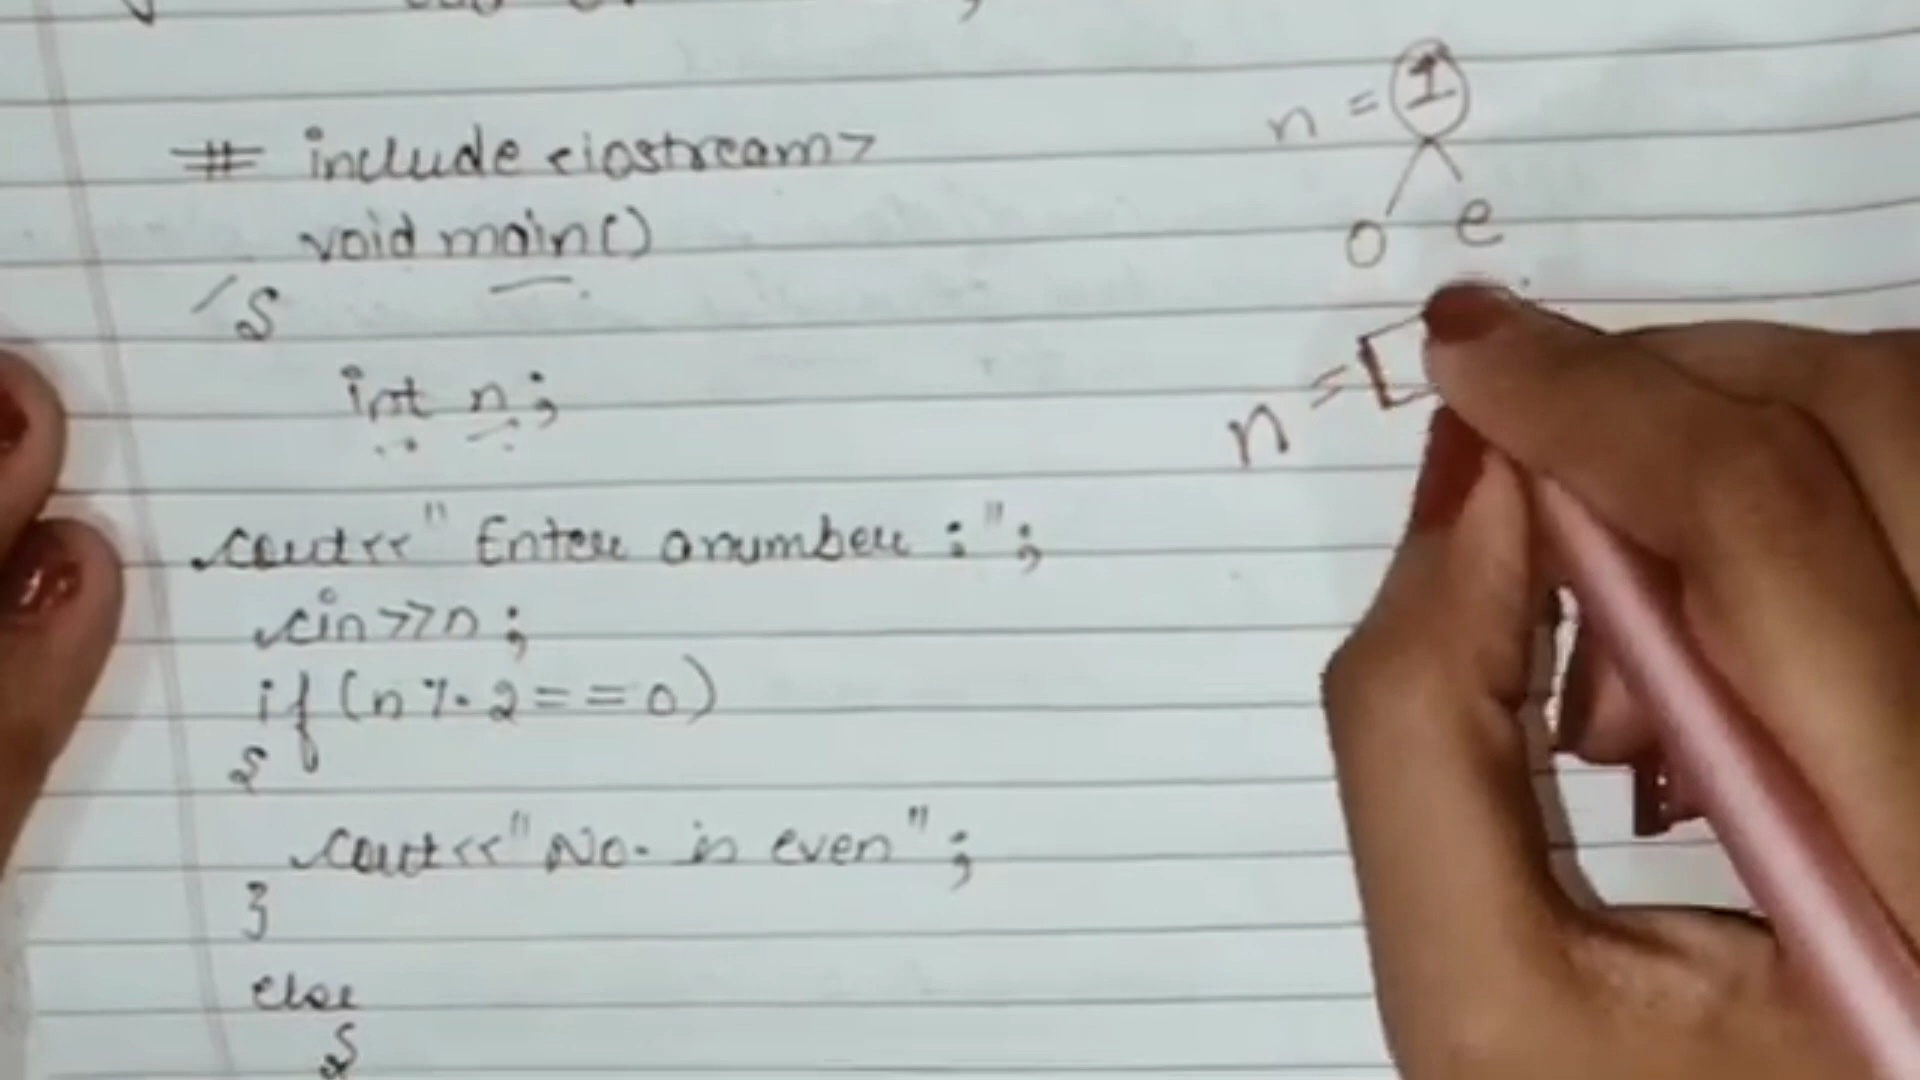 # include <iostream>
void main()
{
int n;
cout<< " Enter a number : " ;
cin>>n ;
if (n % 2 == 0)
{
cout<< " No. is even " ;
}
else
{
n = 1
O e
n =